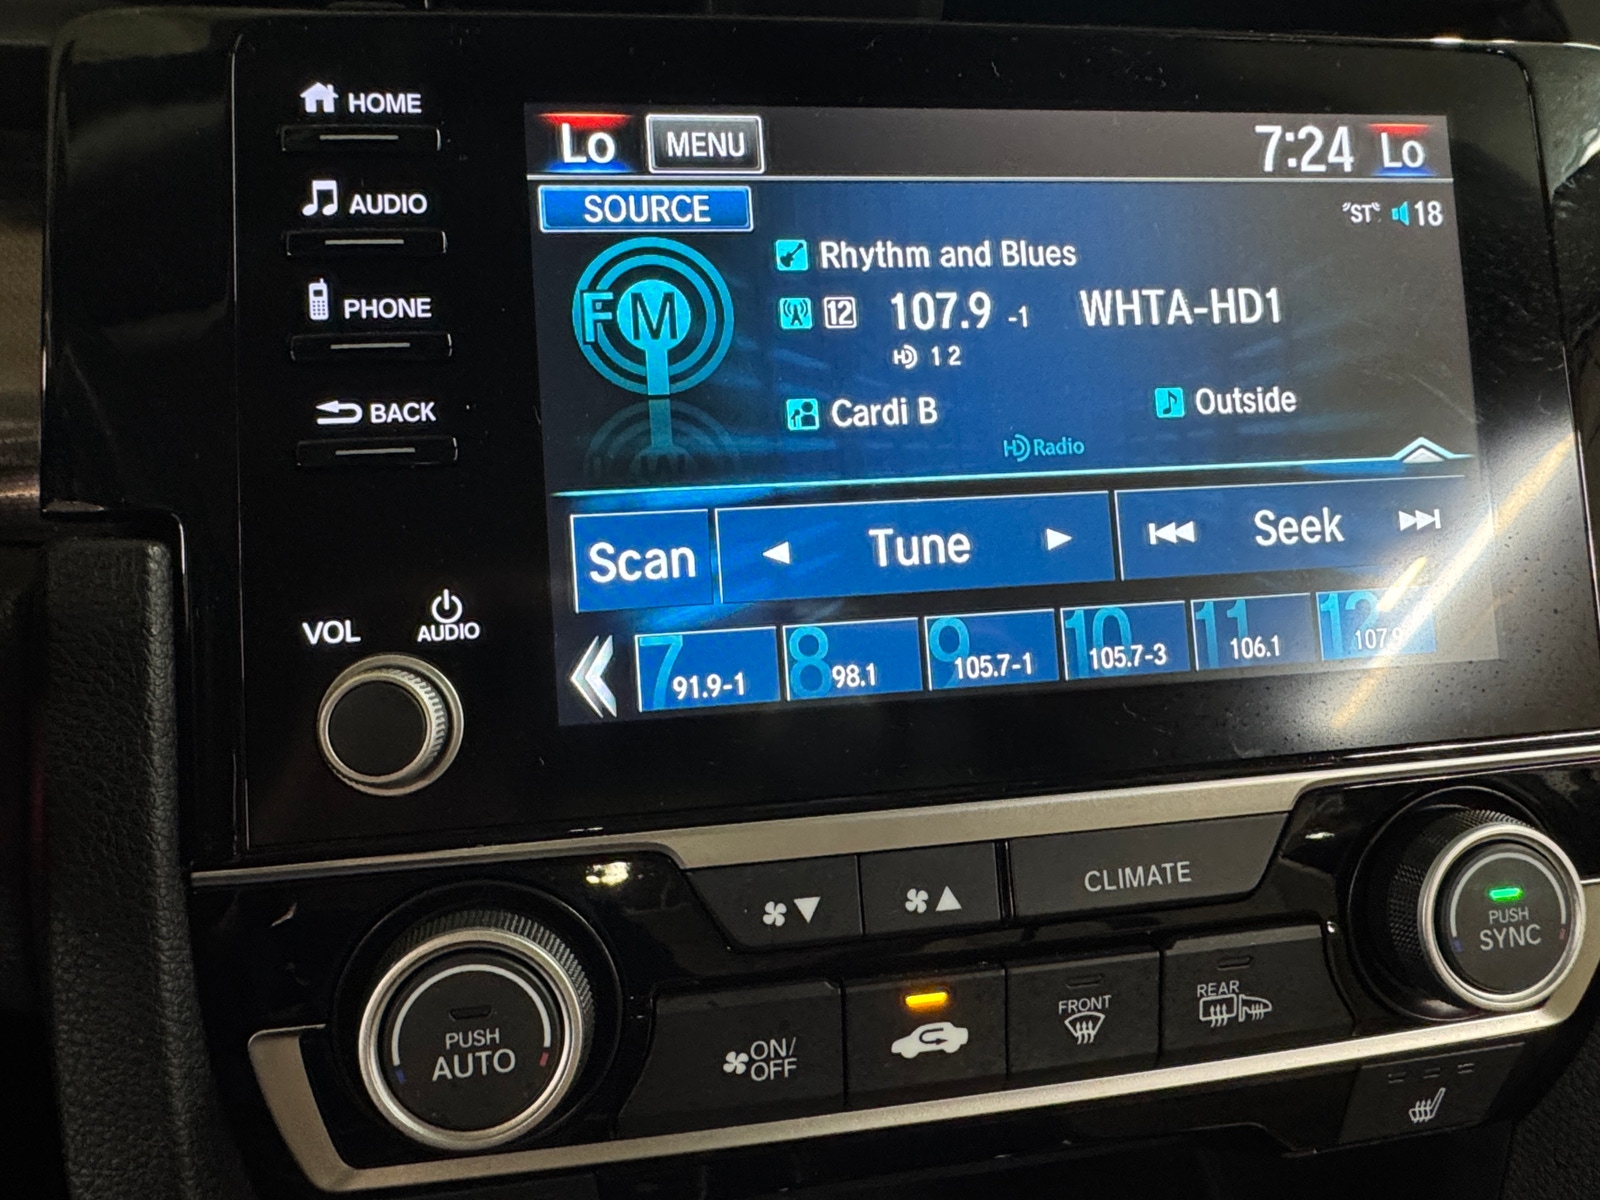 HOME
AUDIO
PHONE
BACK
VOL
AUDIO
Lo MENU 7:24 Lo
SOURCE
"ST" 18
FM
Rhythm and Blues
12 107.9 -1 WHTA-HD1
HD 1 2
Cardi B Outside
HD Radio
Scan Tune Seek
7 91.9-1 8 98.1 9 105.7-1 10 105.7-3 11 106.1 12 107.9
CLIMATE
PUSH
SYNC
PUSH
AUTO
ON/
OFF
FRONT
REAR